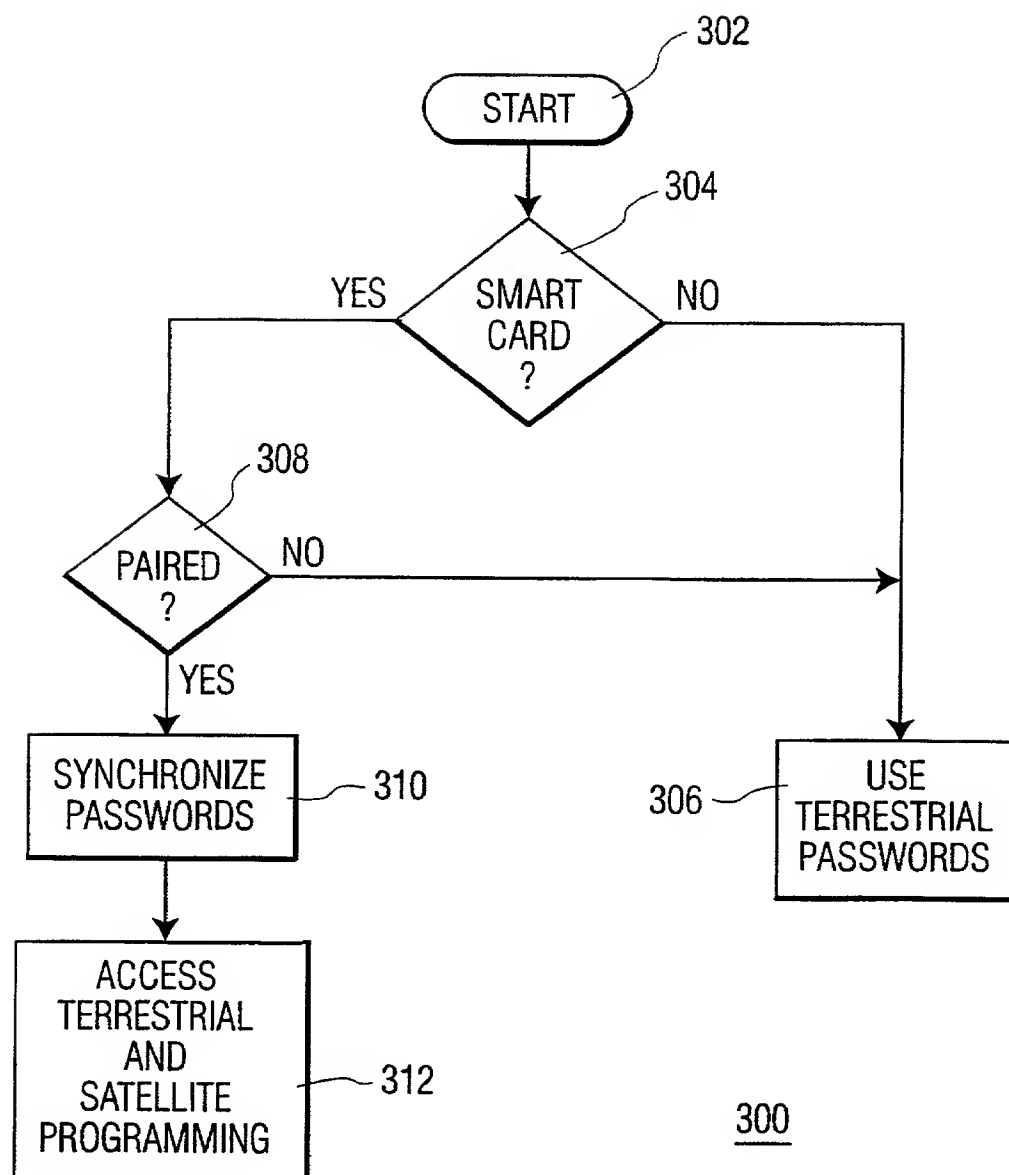 302
START
304
YES
SMART
CARD
?
NO
308
PAIRED
?
NO
YES
SYNCHRONIZE
PASSWORDS
310
306
USE
TERRESTRIAL
PASSWORDS
ACCESS
TERRESTRIAL
AND
SATELLITE
PROGRAMMING
312
300